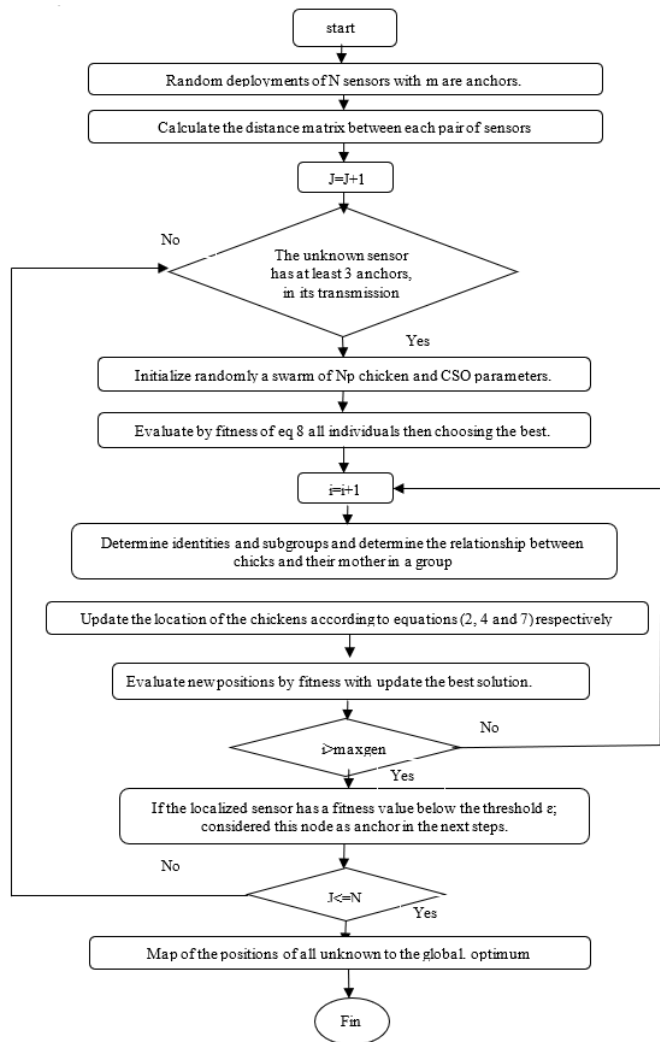 start
Random deployments of N sensors with m are anchors.
Calculate the distance matrix between each pair of sensors
J=J+1
No
The unknown sensor
has at least 3 anchors,
in its transmission
Yes
Initialize randomly a swarm of Np chicken and CSO parameters.
Evaluate by fitness of eq 8 all individuals then choosing the best.
i=i+1
Determine identities and subgroups and determine the relationship between
chicks and their mother in a group
Update the location of the chickens according to equations (2, 4 and 7) respectively
Evaluate new positions by fitness with update the best solution.
No
i>maxgen
Yes
If the localized sensor has a fitness value below the threshold ε;
considered this node as anchor in the next steps.
No
J<=N
Yes
Map of the positions of all unknown to the global. optimum
Fin